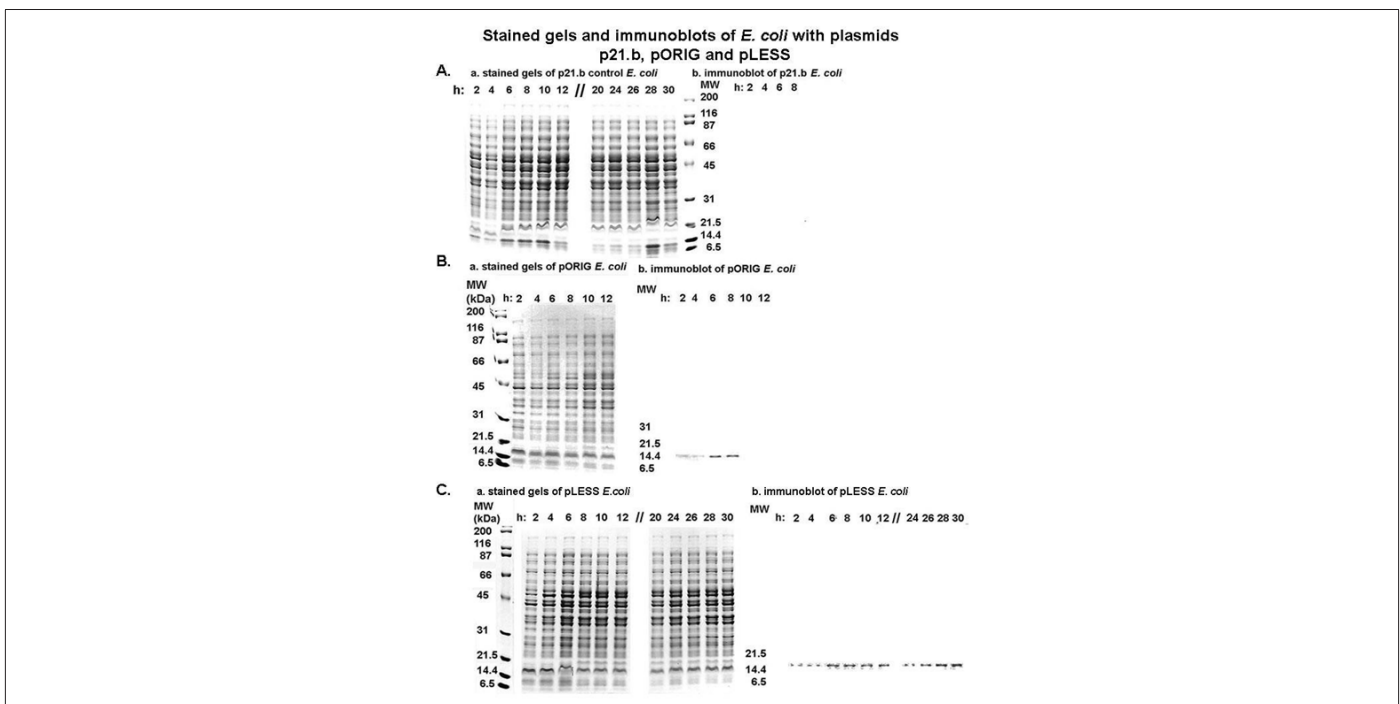 Stained gels and immunoblots of E. coli with plasmids
p21.b, pORIG and pLESS
A.
a. stained gels of p21.b control E. coli
h: 2 4 6 8 10 12 // 20 24 26 28 30
b. immunoblot of p21.b E. coli
MW h: 2 4 6 8
200
116
87
66
45
31
21.5
14.4
6.5
B.
a. stained gels of pORIG E. coli
MW
(kDa) h: 2 4 6 8 10 12
200
116
87
66
45
31
21.5
14.4
6.5
b. immunoblot of pORIG E. coli
MW
h: 2 4 6 8 10 12
31
21.5
14.4
6.5
C.
a. stained gels of pLESS E.coli
MW
(kDa) h: 2 4 6 8 10 12 // 20 24 26 28 30
200
116
87
66
45
31
21.5
14.4
6.5
b. immunoblot of pLESS E. coli
MW
h: 2 4 6 8 10 12 // 24 26 28 30
21.5
14.4
6.5